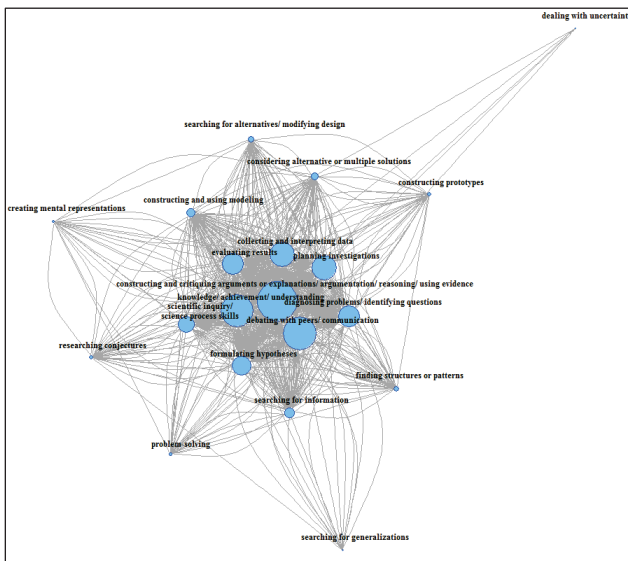 dealing with uncertaint
searching for alternatives/ modifying design
considering alternative or multiple solutions
constructing prototypes
creating mental representations
constructing and using modeling
collecting and interpreting data
evaluating results
planning investigations
constructing and critiquing arguments or explanations/ argumentation/ reasoning/ using evidence
knowledge/ achievement/ understanding
diagnosing problems/ identifying questions
scientific inquiry/
science process skills
debating with peers/ communication
researching conjectures
formulating hypotheses
finding structures or patterns
searching for information
problem-solving
searching for generalizations